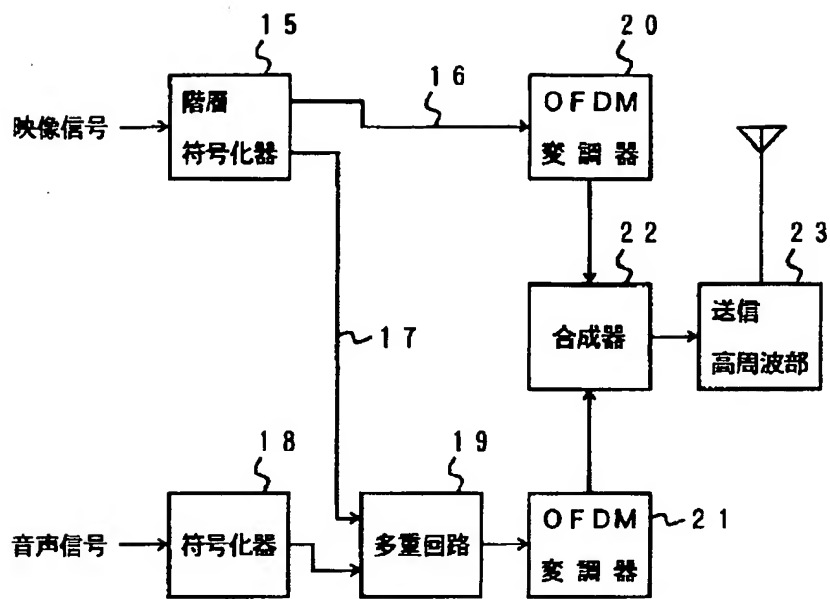 15
階層
符号化器
映像信号
16
20
OFDM
変調器
22
合成器
23
送信
高周波部
17
18
符号化器
音声信号
19
多重回路
OFDM
変調器
21